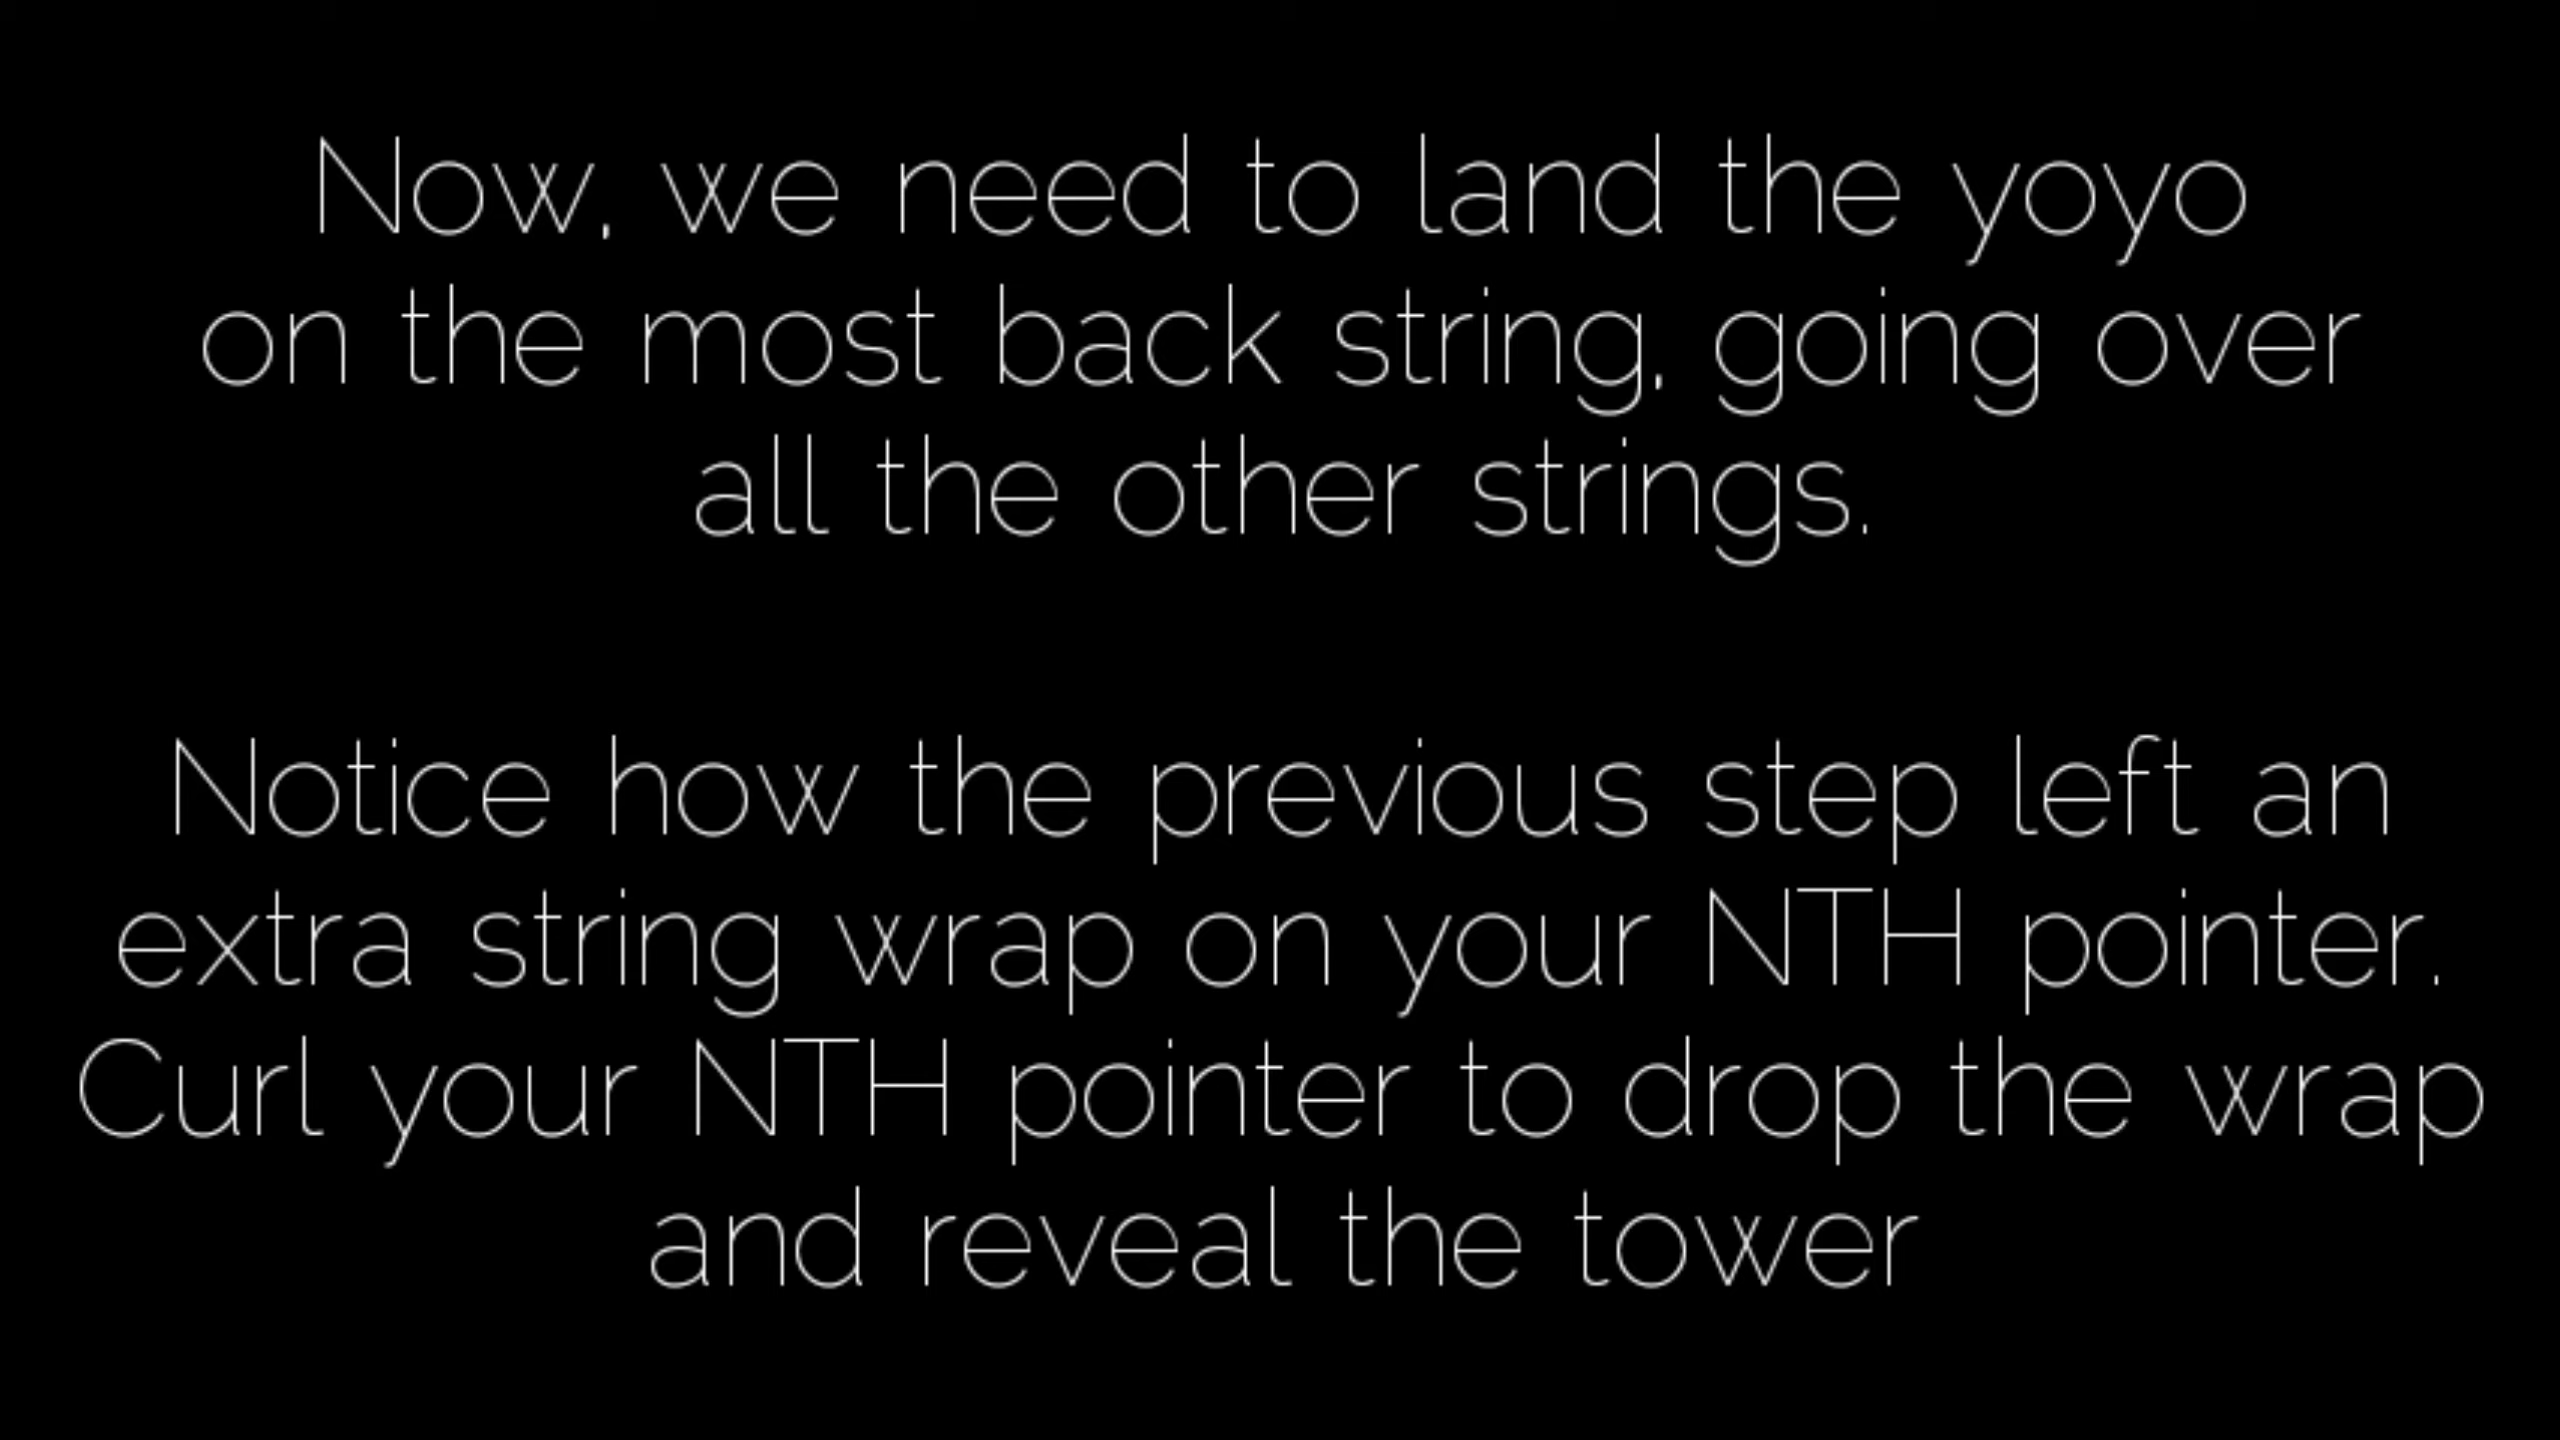 Now, we need to land the yoyo
on the most back string, going over
all the other strings.
Notice how the previous step left an
extra string wrap on your NTH pointer.
Curl your NTH pointer to drop the wrap
and reveal the tower